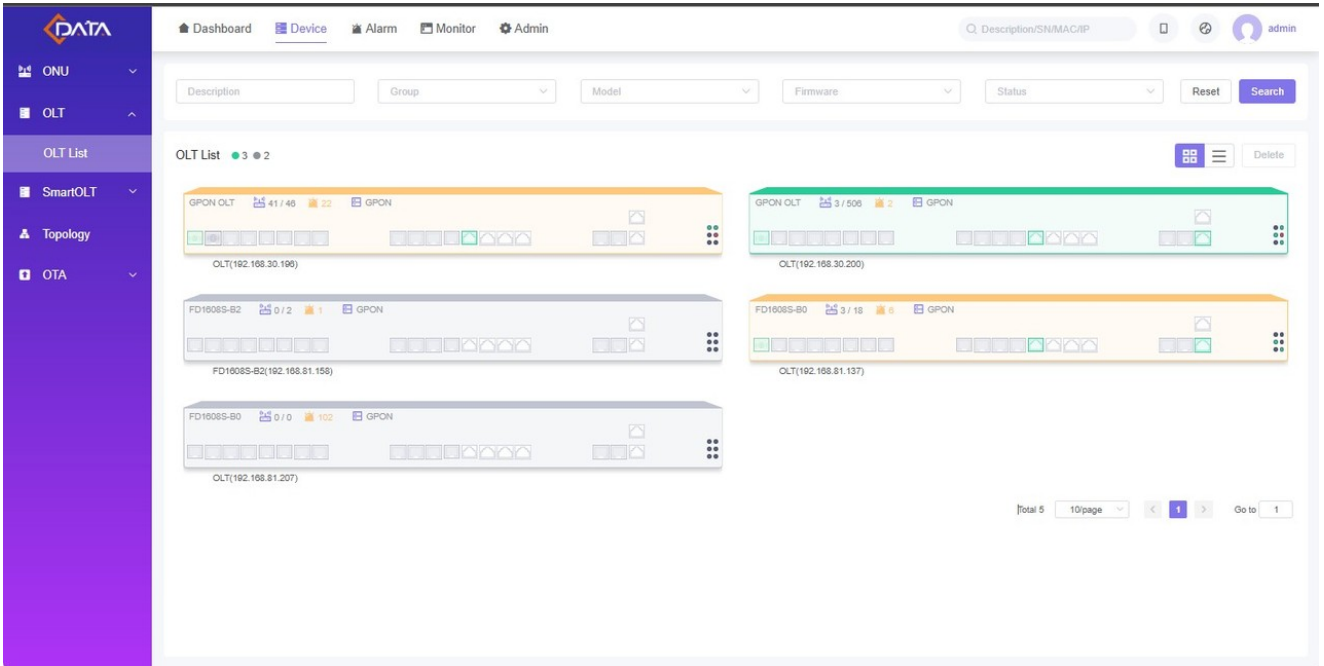 DATA
Dashboard Device Alarm Monitor Admin
Description/SN/MAC/IP
admin
ONU
OLT
OLT List
SmartOLT
Topology
OTA
Description Group Model Firmware Status Reset Search
OLT List 3 2
Delete
GPON OLT 41 / 46 22 GPON
OLT(192.168.30.196)
GPON OLT 3 / 506 2 GPON
OLT(192.168.30.200)
FD1608S-B2 0 / 2 1 GPON
FD1608S-B2(192.168.81.158)
FD1608S-B0 3 / 18 6 GPON
OLT(192.168.81.137)
FD1608S-B0 0 / 0 102 GPON
OLT(192.168.81.207)
Total 5 10/page < 1 > Go to 1